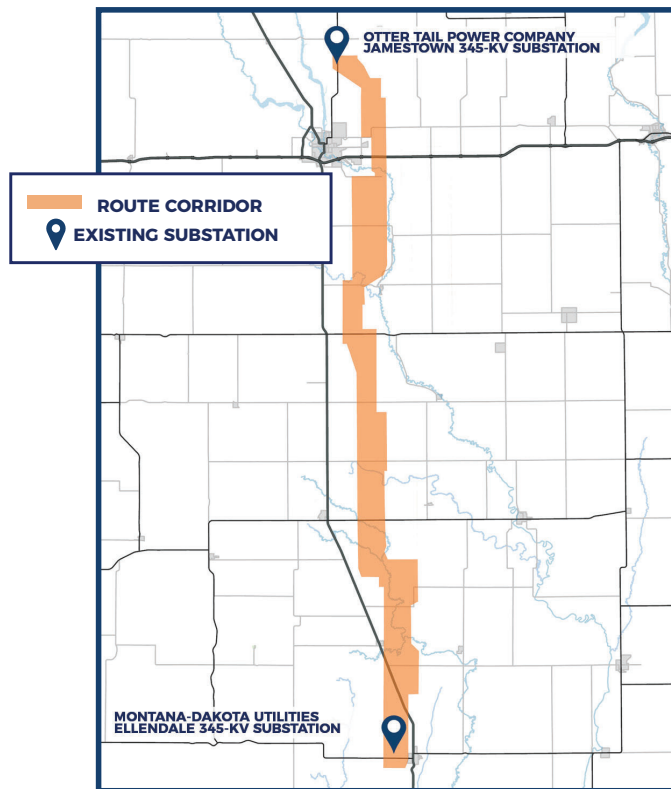 OTTER TAIL POWER COMPANY
JAMESTOWN 345-KV SUBSTATION
ROUTE CORRIDOR
EXISTING SUBSTATION
MONTANA-DAKOTA UTILITIES
ELLENDALE 345-KV SUBSTATION